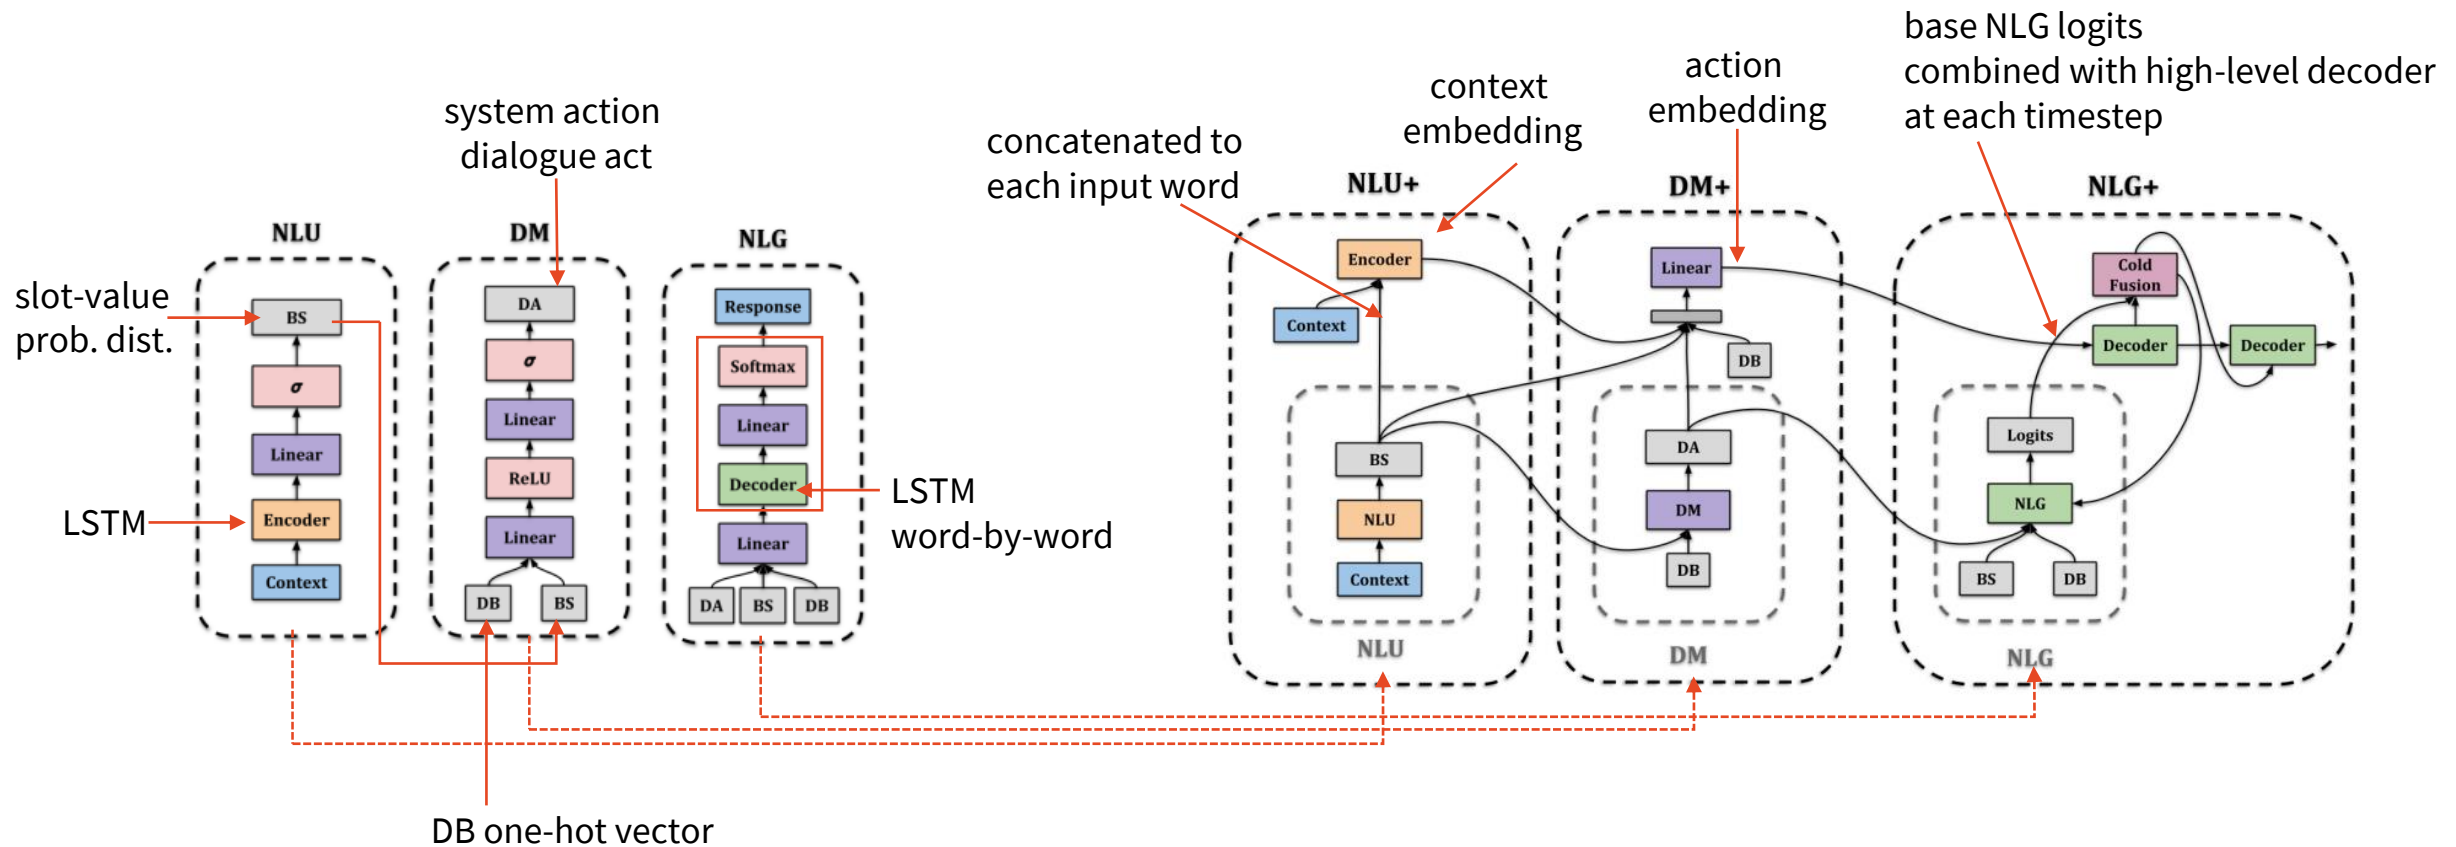 base NLG logits
combined with high-level decoder
at each timestep
action
embedding
context
embedding
concatenated to
each input word
system action
dialogue act
slot-value
prob. dist.
LSTM
NLU
BS
σ
Linear
Encoder
Context
DM
DA
σ
Linear
ReLU
Linear
DB
BS
DB one-hot vector
NLG
Response
Softmax
Linear
Decoder
Linear
DA
BS
DB
LSTM
word-by-word
NLU+
Encoder
Context
BS
NLU
Context
NLU
DM+
Linear
DB
DA
DM
DB
DM
NLG+
Cold
Fusion
Decoder
Decoder
Logits
NLG
BS
DB
NLG